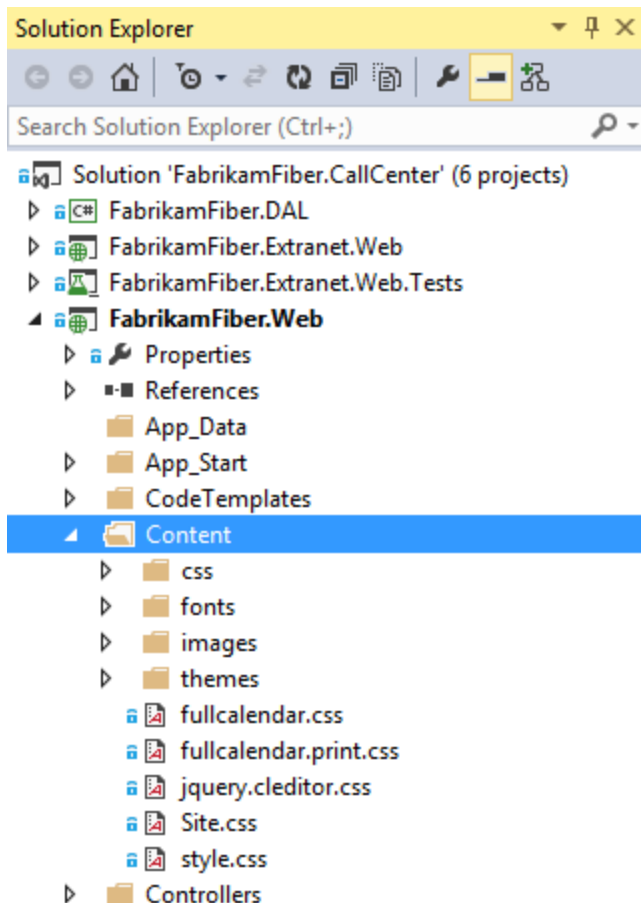 Solution Explorer
Search Solution Explorer (Ctrl+;)
Solution 'FabrikamFiber.CallCenter' (6 projects)
C# FabrikamFiber.DAL
FabrikamFiber.Extranet.Web
FabrikamFiber.Extranet.Web.Tests
FabrikamFiber.Web
Properties
References
App_Data
App_Start
CodeTemplates
Content
css
fonts
images
themes
fullcalendar.css
fullcalendar.print.css
jquery.cleditor.css
Site.css
style.css
Controllers